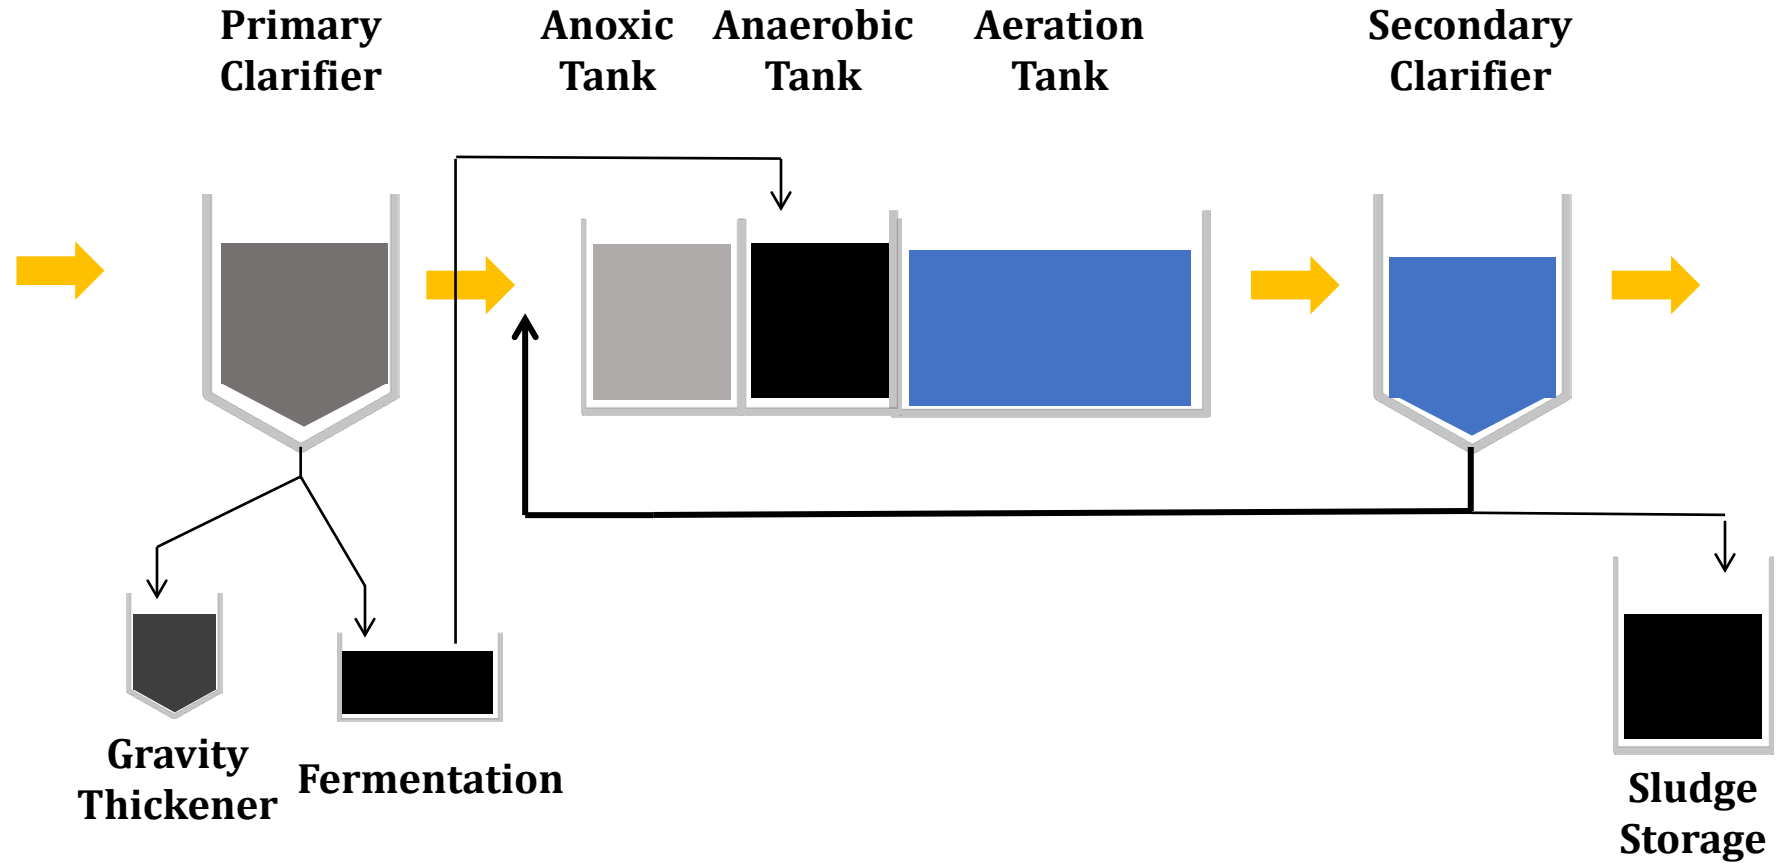 Primary
Clarifier
Anoxic
Tank
Anaerobic
Tank
Aeration
Tank
Secondary
Clarifier
Gravity
Thickener
Fermentation
Sludge
Storage